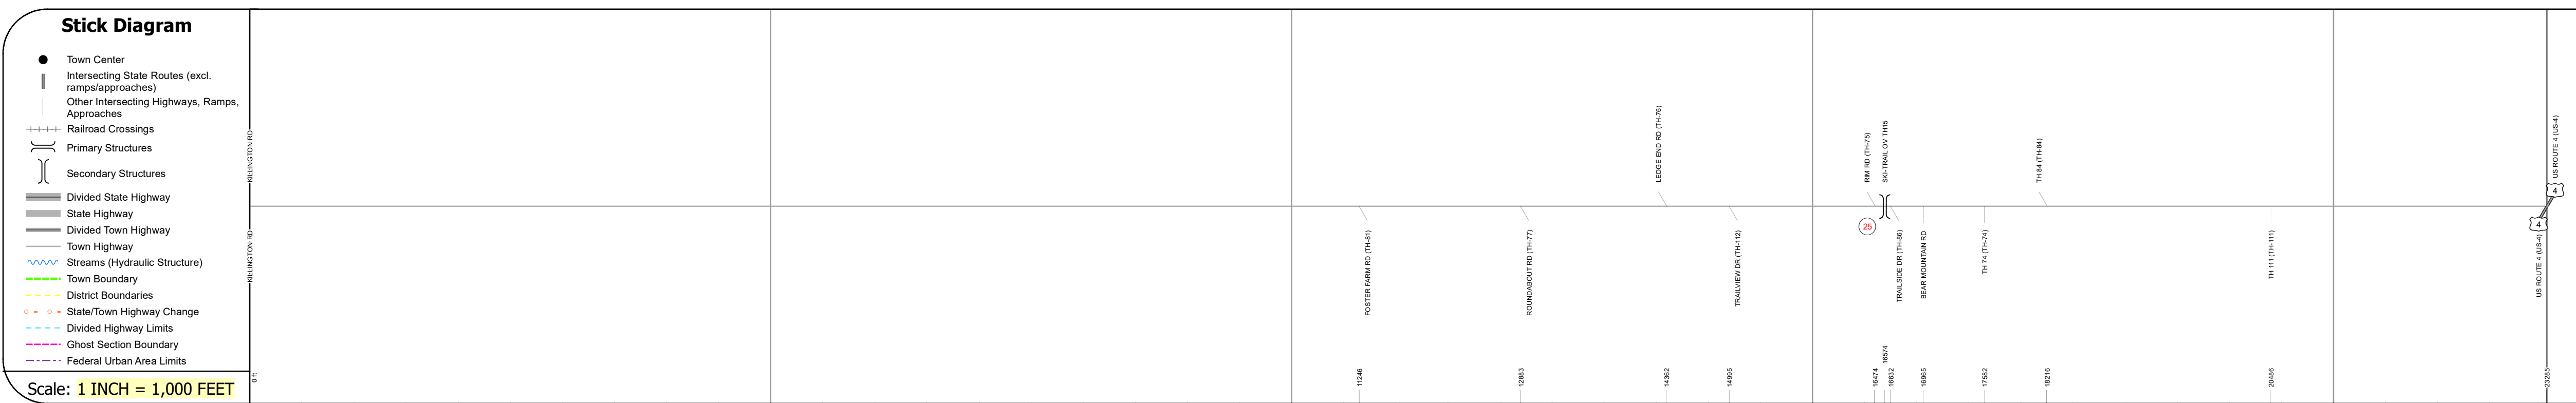 Stick Diagram
Town Center
Intersecting State Routes (excl.
ramps/approaches)
Other Intersecting Highways, Ramps,
Approaches
Railroad Crossings
Primary Structures
Secondary Structures
Divided State Highway
State Highway
Divided Town Highway
Town Highway
Streams (Hydraulic Structure)
Town Boundary
District Boundaries
State/Town Highway Change
Divided Highway Limits
Ghost Section Boundary
Federal Urban Area Limits
Scale: 1 INCH = 1,000 FEET
KILLINGTON RD
KILLINGTON RD
LEDGE END RD (TH-76)
RIM RD (TH-75)
SKI-TRAIL OV TH15
TH 84 (TH-84)
US ROUTE 4 (US-4)
4
25
4
FOSTER FARM RD (TH-81)
ROUNDABOUT RD (TH-77)
TRAILVIEW DR (TH-112)
TRAILSIDE DR (TH-86)
BEAR MOUNTAIN RD
TH 74 (TH-74)
TH 111 (TH-111)
US ROUTE 4 (US-4)
0 ft
11246
12883
14362
14995
16474
16574
16632
16965
17582
18216
20486
23285